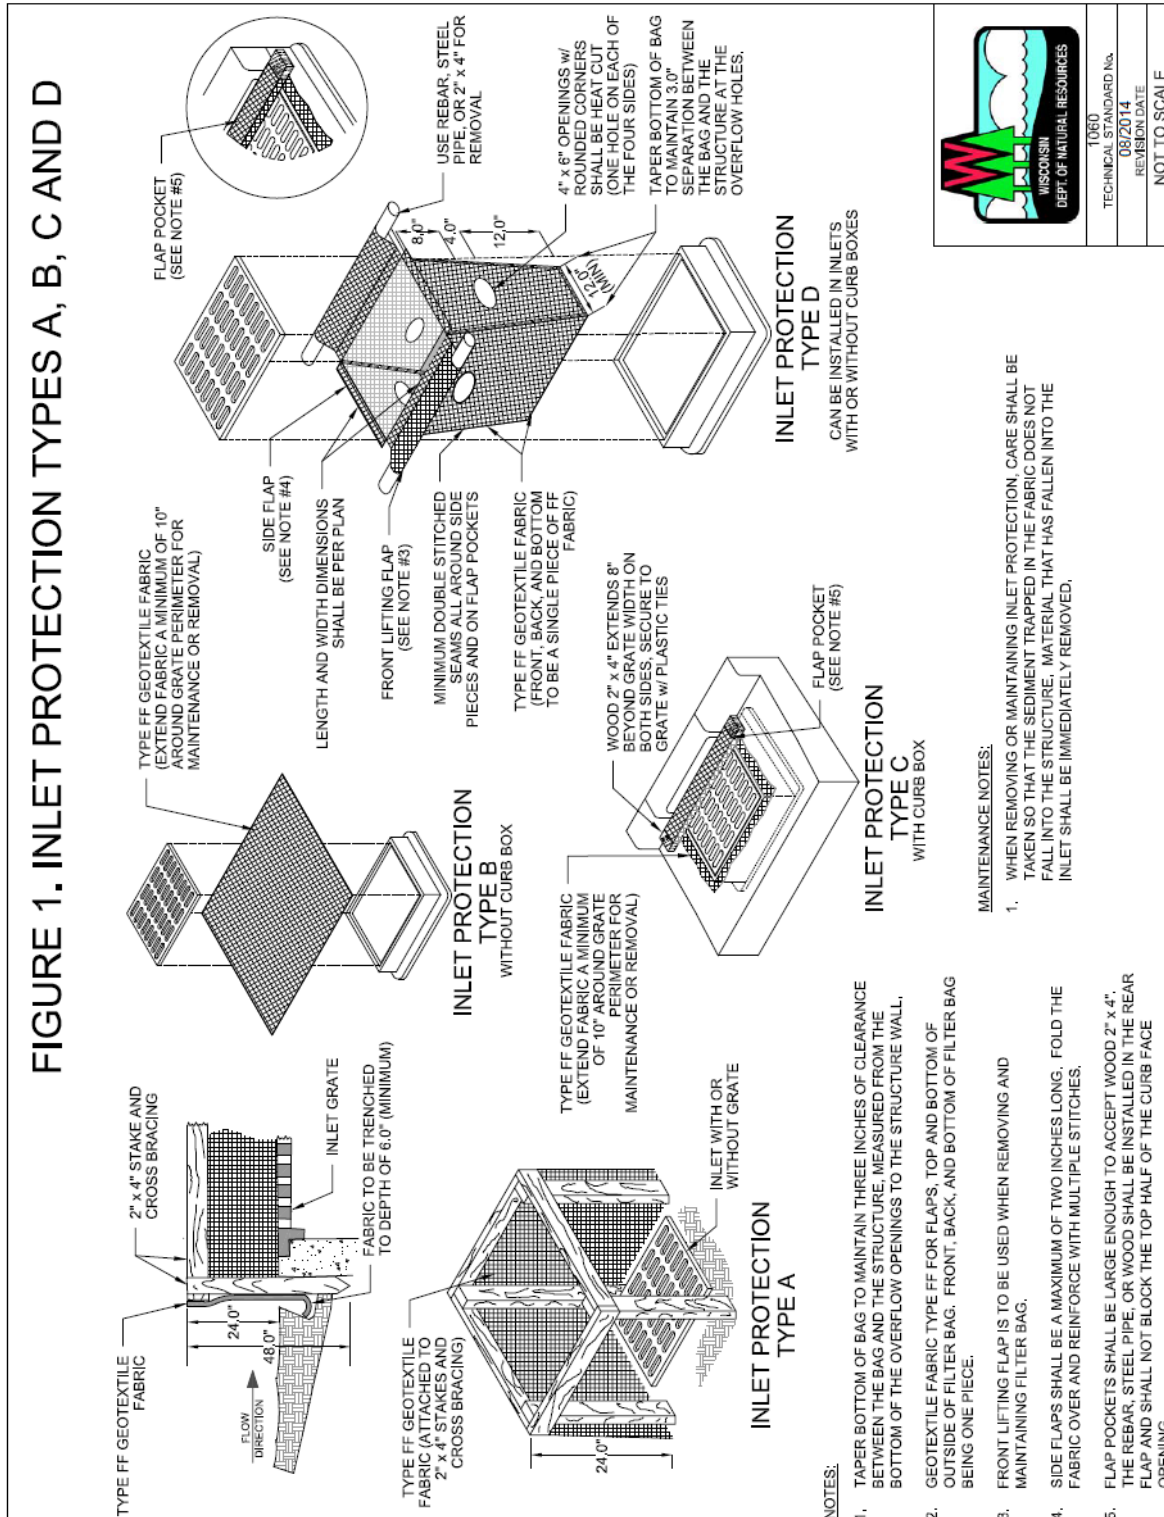 FIGURE 1. INLET PROTECTION TYPES A, B, C AND D
TYPE FF GEOTEXTILE
FABRIC
2" x 4" STAKE AND
CROSS BRACING
FLOW
DIRECTION
24.0"
48.0"
INLET GRATE
FABRIC TO BE TRENCHED
TO DEPTH OF 6.0" (MINIMUM)
TYPE FF GEOTEXTILE
FABRIC (ATTACHED TO
2" x 4" STAKES AND
CROSS BRACING)
24.0"
INLET WITH OR
WITHOUT GRATE
INLET PROTECTION
TYPE A
TYPE FF GEOTEXTILE FABRIC
(EXTEND FABRIC A MINIMUM OF 10"
AROUND GRATE PERIMETER FOR
MAINTENANCE OR REMOVAL)
INLET PROTECTION
TYPE B
WITHOUT CURB BOX
TYPE FF GEOTEXTILE FABRIC
(EXTEND FABRIC A MINIMUM
OF 10" AROUND GRATE
PERIMETER FOR
MAINTENANCE OR REMOVAL)
WOOD 2" x 4" EXTENDS 8"
BEYOND GRATE WIDTH ON
BOTH SIDES, SECURE TO
GRATE w/ PLASTIC TIES
FLAP POCKET
(SEE NOTE #5)
INLET PROTECTION
TYPE C
WITH CURB BOX
FLAP POCKET
(SEE NOTE #5)
SIDE FLAP
(SEE NOTE #4)
LENGTH AND WIDTH DIMENSIONS
SHALL BE PER PLAN
FRONT LIFTING FLAP
(SEE NOTE #3)
MINIMUM DOUBLE STITCHED
SEAMS ALL AROUND SIDE
PIECES AND ON FLAP POCKETS
TYPE FF GEOTEXTILE FABRIC
(FRONT, BACK, AND BOTTOM
TO BE A SINGLE PIECE OF FF
FABRIC)
USE REBAR, STEEL
PIPE, OR 2" x 4" FOR
REMOVAL
8.0"
4.0"
12.0"
12.0"
(MIN)
4" x 6" OPENINGS w/
ROUNDED CORNERS
SHALL BE HEAT CUT
(ONE HOLE ON EACH OF
THE FOUR SIDES)
TAPER BOTTOM OF BAG
TO MAINTAIN 3.0"
SEPARATION BETWEEN
THE BAG AND THE
STRUCTURE AT THE
OVERFLOW HOLES.
INLET PROTECTION
TYPE D
CAN BE INSTALLED IN INLETS
WITH OR WITHOUT CURB BOXES
NOTES:
1. TAPER BOTTOM OF BAG TO MAINTAIN THREE INCHES OF CLEARANCE
BETWEEN THE BAG AND THE STRUCTURE, MEASURED FROM THE
BOTTOM OF THE OVERFLOW OPENINGS TO THE STRUCTURE WALL.
2. GEOTEXTILE FABRIC TYPE FF FOR FLAPS, TOP AND BOTTOM OF
OUTSIDE OF FILTER BAG. FRONT, BACK, AND BOTTOM OF FILTER BAG
BEING ONE PIECE.
3. FRONT LIFTING FLAP IS TO BE USED WHEN REMOVING AND
MAINTAINING FILTER BAG.
4. SIDE FLAPS SHALL BE A MAXIMUM OF TWO INCHES LONG. FOLD THE
FABRIC OVER AND REINFORCE WITH MULTIPLE STITCHES.
5. FLAP POCKETS SHALL BE LARGE ENOUGH TO ACCEPT WOOD 2" x 4".
THE REBAR, STEEL PIPE, OR WOOD SHALL BE INSTALLED IN THE REAR
FLAP AND SHALL NOT BLOCK THE TOP HALF OF THE CURB FACE
OPENING
MAINTENANCE NOTES:
1. WHEN REMOVING OR MAINTAINING INLET PROTECTION, CARE SHALL BE
TAKEN SO THAT THE SEDIMENT TRAPPED IN THE FABRIC DOES NOT
FALL INTO THE STRUCTURE. MATERIAL THAT HAS FALLEN INTO THE
INLET SHALL BE IMMEDIATELY REMOVED.
WISCONSIN
DEPT. OF NATURAL RESOURCES
1060
TECHNICAL STANDARD No.
08/2014
REVISION DATE
NOT TO SCALE